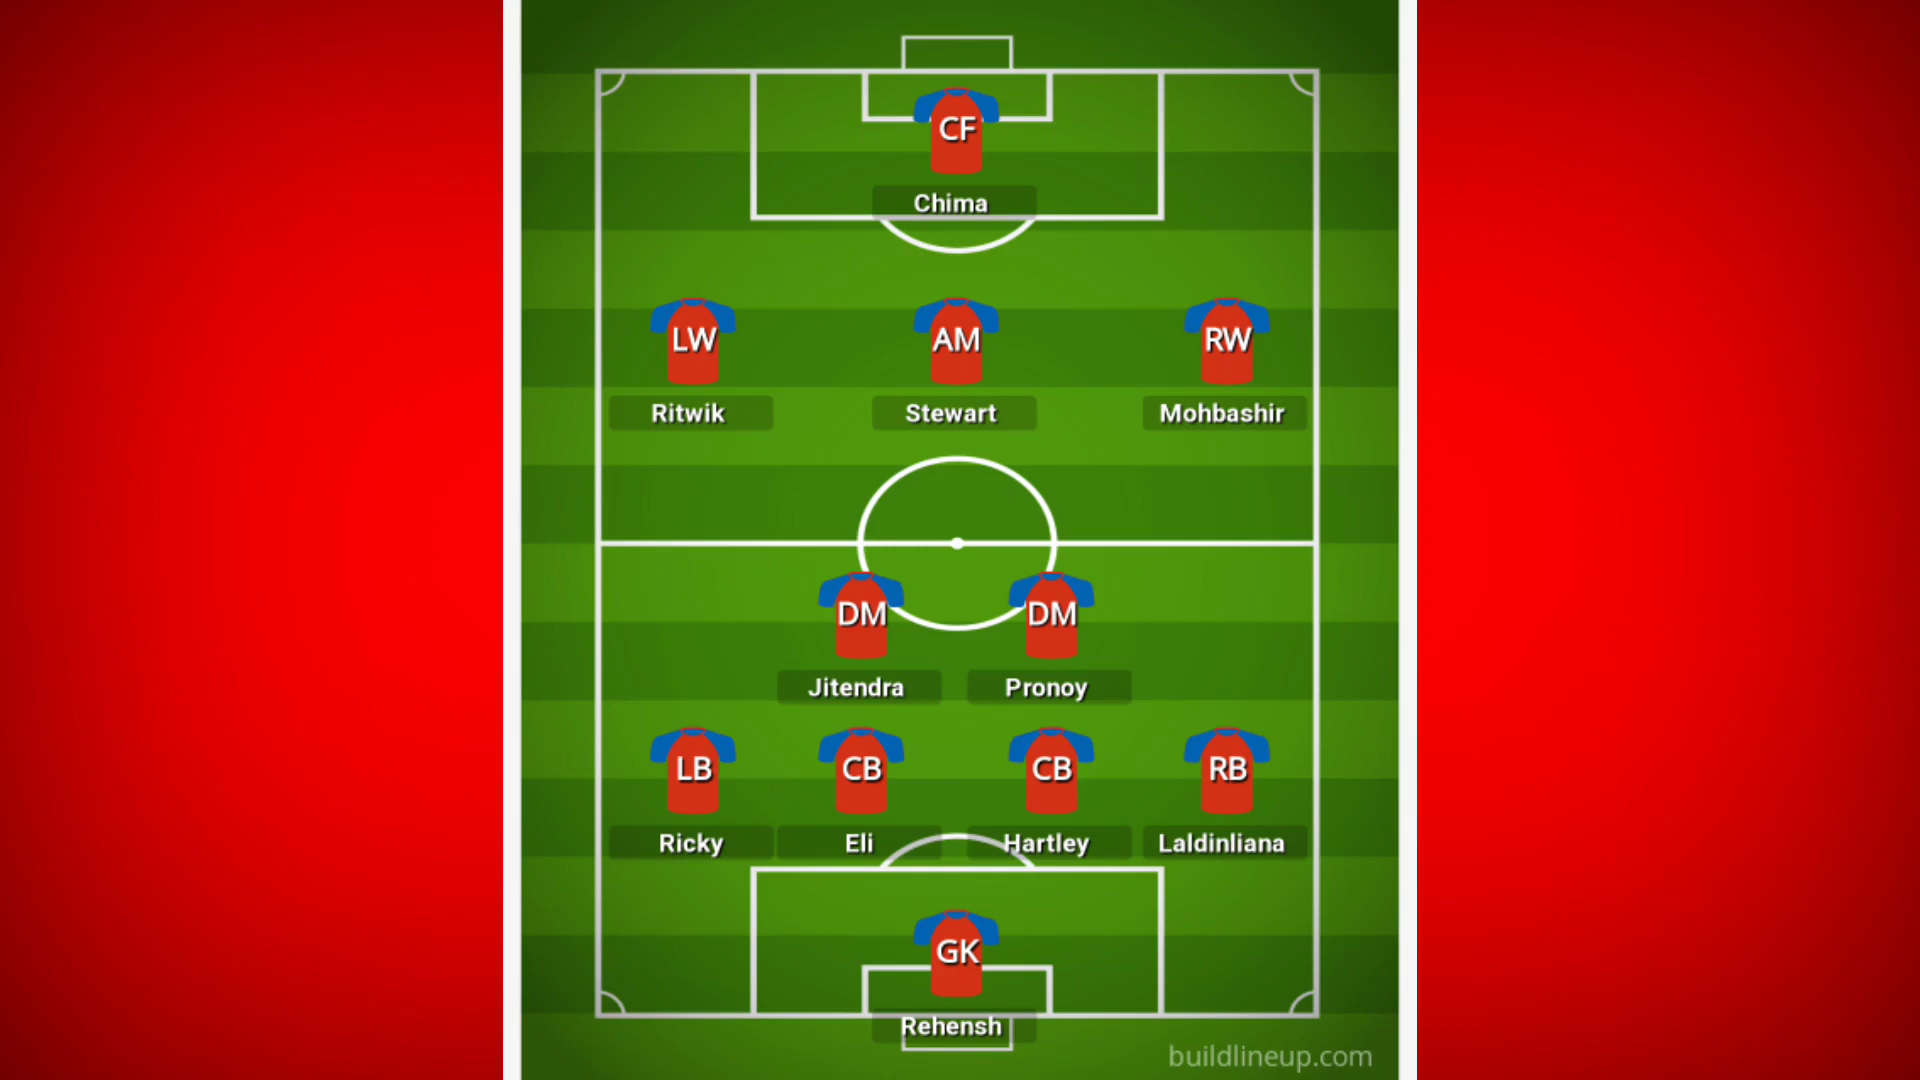 CF
Chima
LW AM RW
Ritwik Stewart Mohbashir
DM DM
Jitendra Pronoy
LB CB CB RB
Ricky Eli Hartley Laldinliana
GK
Rehensh
buildlineup.com